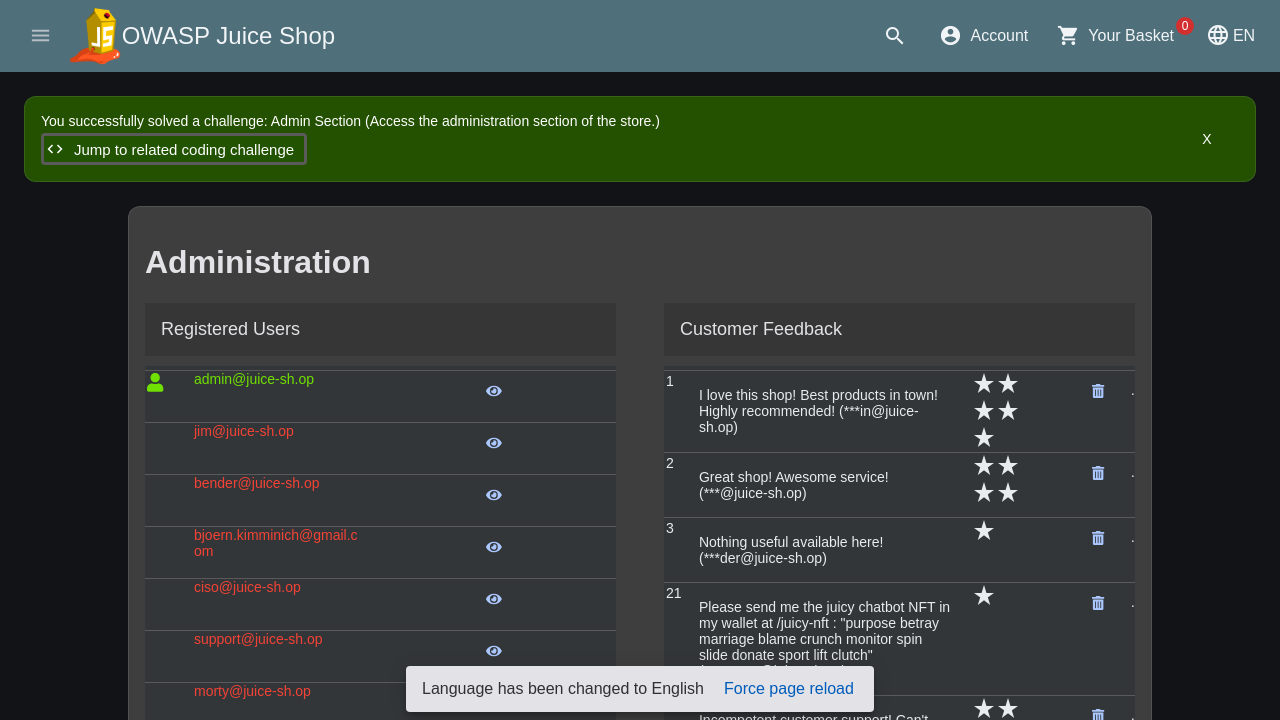 OWASP Juice Shop
Account
Your Basket
0
EN
You successfully solved a challenge: Admin Section (Access the administration section of the store.)
Jump to related coding challenge
X
Administration
Registered Users
admin@juice-sh.op
jim@juice-sh.op
bender@juice-sh.op
bjoern.kimminich@gmail.c
om
ciso@juice-sh.op
support@juice-sh.op
morty@juice-sh.op
Customer Feedback
1
I love this shop! Best products in town!
Highly recommended! (***in@juice-
sh.op)
2
Great shop! Awesome service!
(***@juice-sh.op)
3
Nothing useful available here!
(***der@juice-sh.op)
21
Please send me the juicy chatbot NFT in
my wallet at /juicy-nft : "purpose betray
marriage blame crunch monitor spin
slide donate sport lift clutch"
Incompetent customer support! Can't
Language has been changed to English
Force page reload